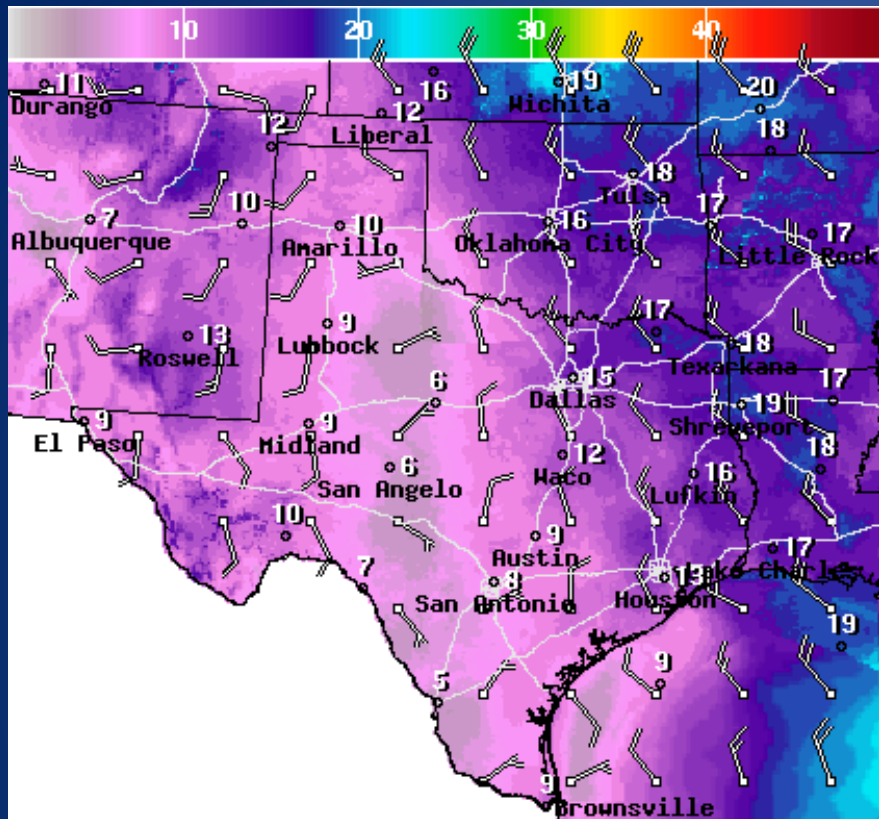 10 20 30 40
11 16 19 20
Durango Wichita
12 12 18
Liberal
18
Tulsa
7 10 10 16 17 17
Albuquerque Amarillo Oklahoma City Little Rock
13 9 17 18
Roswell Lubbock Texarkana
6 15 17
Dallas
9 9 19
El Paso Midland Shreveport
6 12 16 18
San Angelo Waco Lufkin
10 9 17
Austin Lake Charles
7 8 13
San Antonio Houston
19
5 9
9
Brownsville